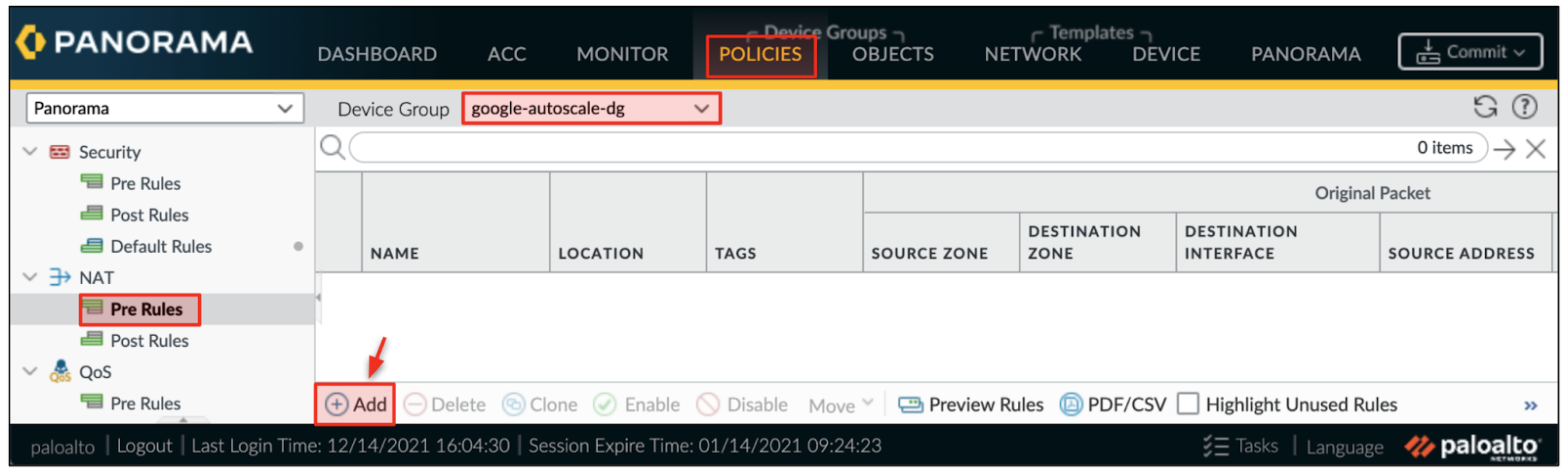 PANORAMA
Device Groups
Templates
DASHBOARD ACC MONITOR POLICIES OBJECTS NETWORK DEVICE PANORAMA Commit
Panorama Device Group google-autoscale-dg
Security 0 items
Pre Rules
Post Rules
Default Rules
NAT
Pre Rules
Post Rules
QoS
QoS
Pre Rules
Original Packet
NAME LOCATION TAGS SOURCE ZONE DESTINATION ZONE DESTINATION INTERFACE SOURCE ADDRESS
Add Delete Clone Enable Disable Move Preview Rules PDF/CSV Highlight Unused Rules »
paloalto | Logout | Last Login Time: 12/14/2021 16:04:30 | Session Expire Time: 01/14/2021 09:24:23 Tasks | Language paloalto
NETWORKS